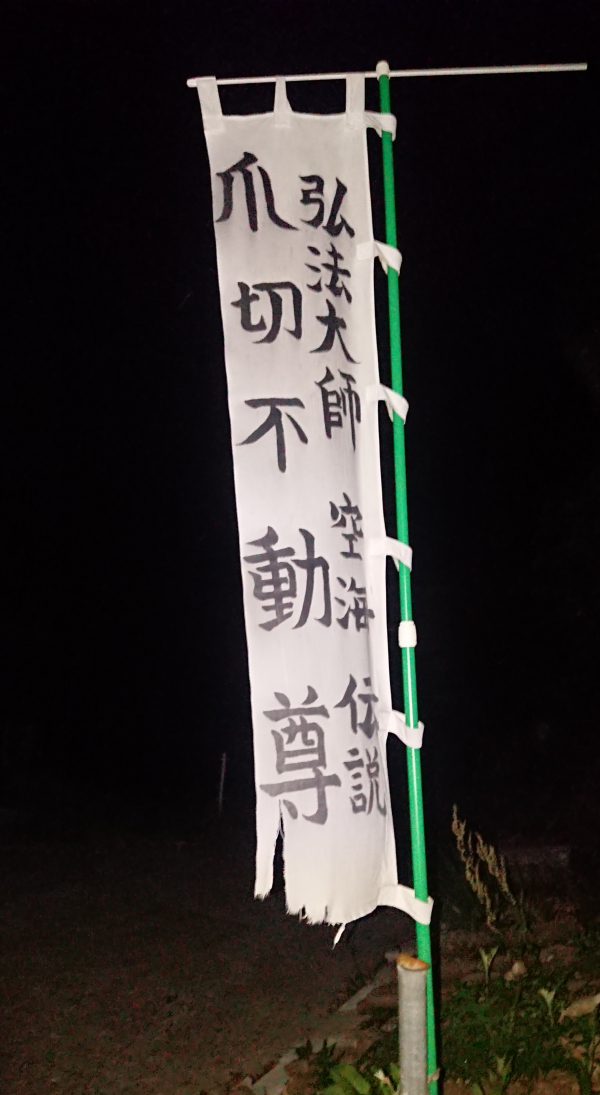 弘法大師 空海 伝説
爪切不動尊